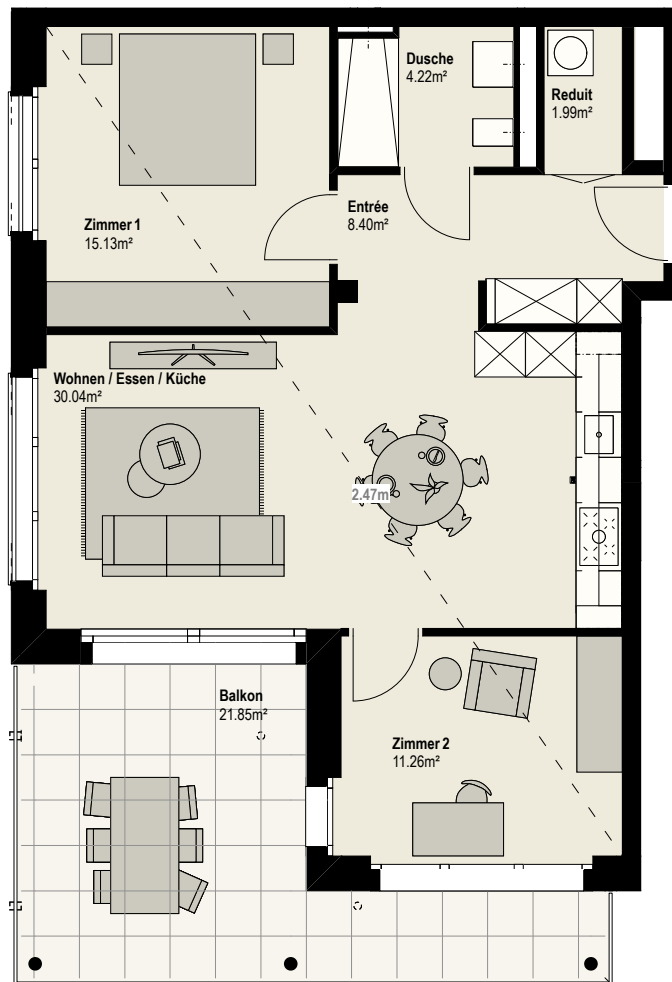 Dusche
4.22m²
Reduit
1.99m²
Entrée
8.40m²
Zimmer 1
15.13m²
Wohnen / Essen / Küche
30.04m²
2.47m
Balkon
21.85m²
Zimmer 2
11.26m²